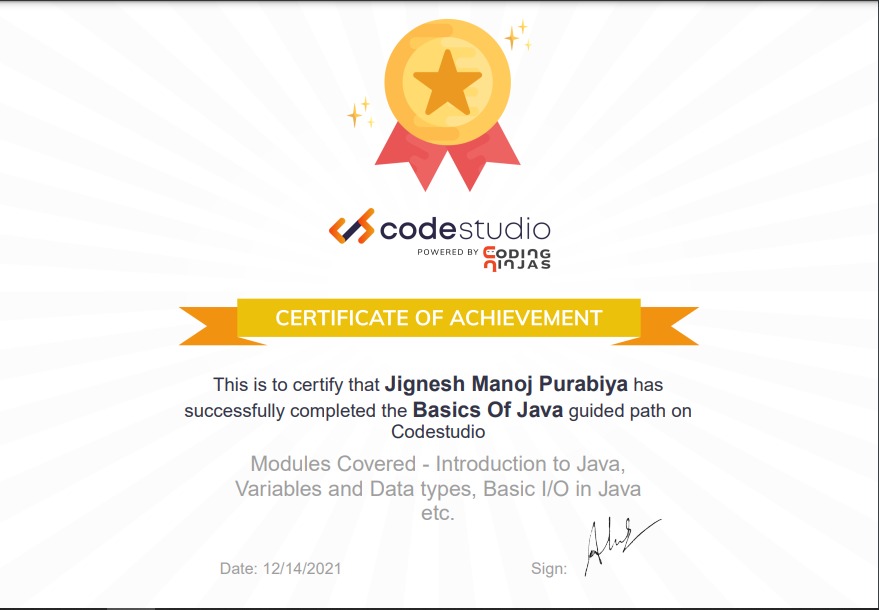 codestudio
POWERED BY CODING
NINJAS
CERTIFICATE OF ACHIEVEMENT
This is to certify that Jignesh Manoj Purabiya has
successfully completed the Basics Of Java guided path on
Codestudio
Modules Covered - Introduction to Java,
Variables and Data types, Basic I/O in Java
etc.
Date: 12/14/2021 Sign: